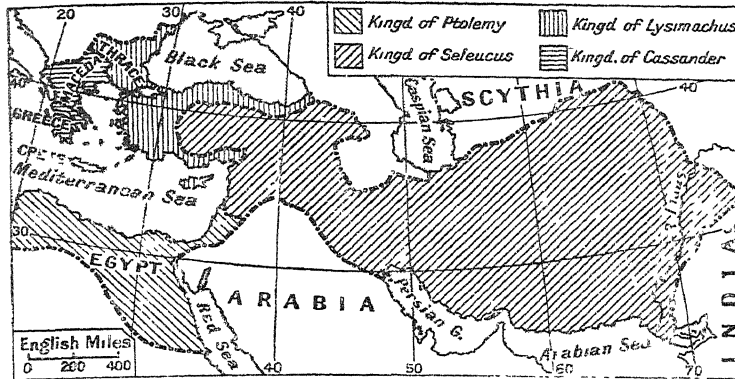 20
30
40
Kingd of Ptolemy
Kingd of Lysimachus
Kingd of Seleucus
Kingd. of Cassander
Black Sea
THRACE
MACEDA
40
40
GREECE
Caspian Sea
SCYTHIA
CRETE
Mediterranean Sea
30
EGYPT
ARABIA
Red Sea
Persian G.
Arabian Sea
INDIA
English Miles
0 200 400
50
60
70